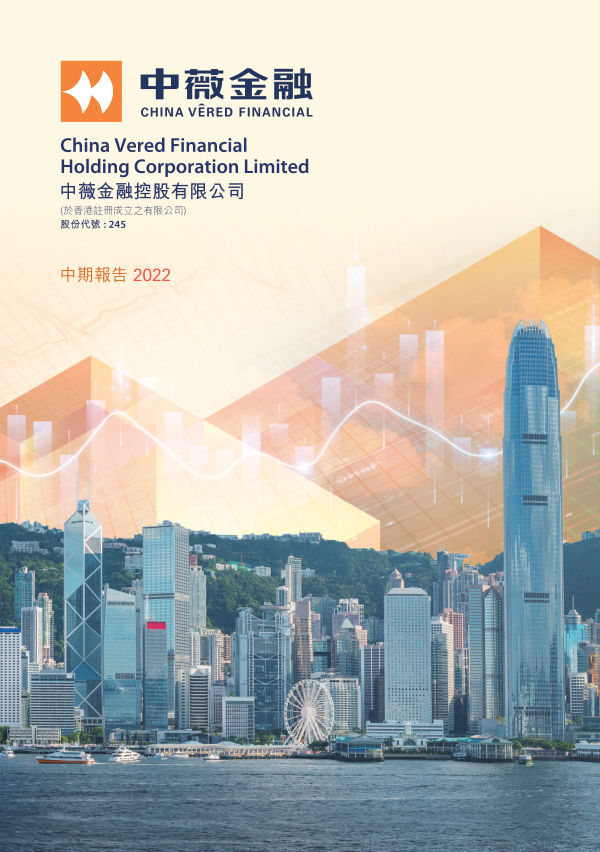 中薇金融
CHINA VÊRED FINANCIAL
China Vered Financial
Holding Corporation Limited
中薇金融控股有限公司
(於香港註冊成立之有限公司)
股份代號 : 245
中期報告 2022